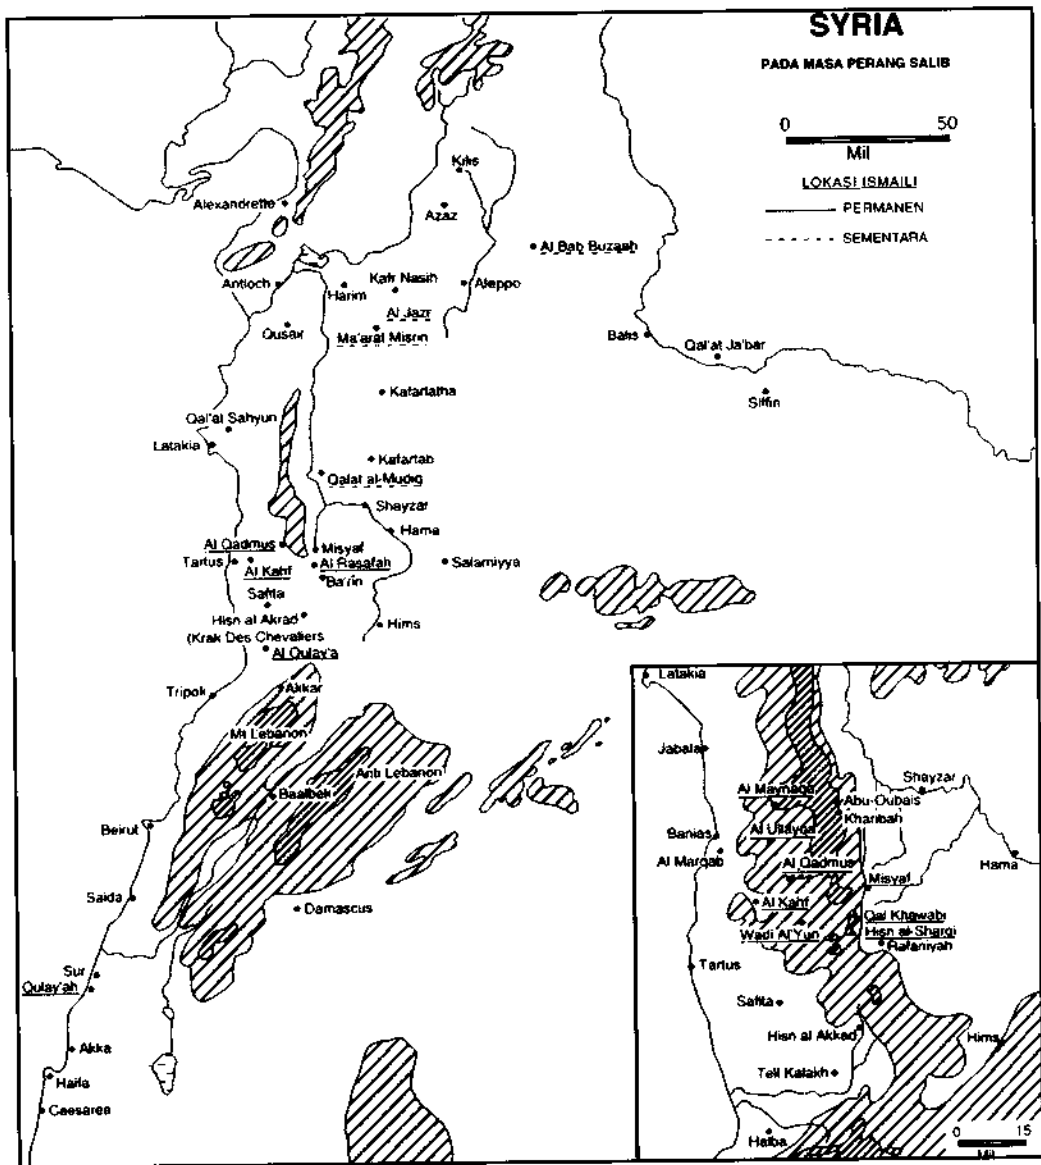 SYRIA
PADA MASA PERANG SALIB
0 50
Mil
LOKASI ISMAILI
PERMANEN
SEMENTARA
Kilis
Alexandrette
Azaz
Al Bab Buzaah
Antioch
Harim
Kafr Nasih
Aleppo
Al Jazr
Qusair
Ma'arat Misrin
Balis
Qal'at Ja'bar
Kafarlatha
Siffin
Qal'at Sahyun
Latakia
Kafartab
Qalat al-Mudiq
Shayzar
Hama
Al Qadmus
Misyaf
Tartus
Al Kahf
Al Rasafah
Salamiyya
Ba'rin
Safita
Hisn al Akrad
Hims
(Krak Des Chevaliers
Al Qulay'a
Tripoli
Akkar
Mt Lebanon
Anti Lebanon
Baalbek
Beirut
Saida
Damascus
Sur
Qulay'ah
Akka
Haifa
Caesarea
Latakia
Jabala
Shayzar
Al Maynaqa
Abu-Qubais
Kharibah
Banias
Al Ullayqa
Al Marqab
Al Qadmus
Hama
Misyaf
Al Kahf
Qal Khawabi
Wadi Al'Yun
Hisn al-Sharqi
Rafaniyah
Tartus
Safita
Hisn al Akkad
Hims
Tell Kalakh
Halba
0 15
Mil